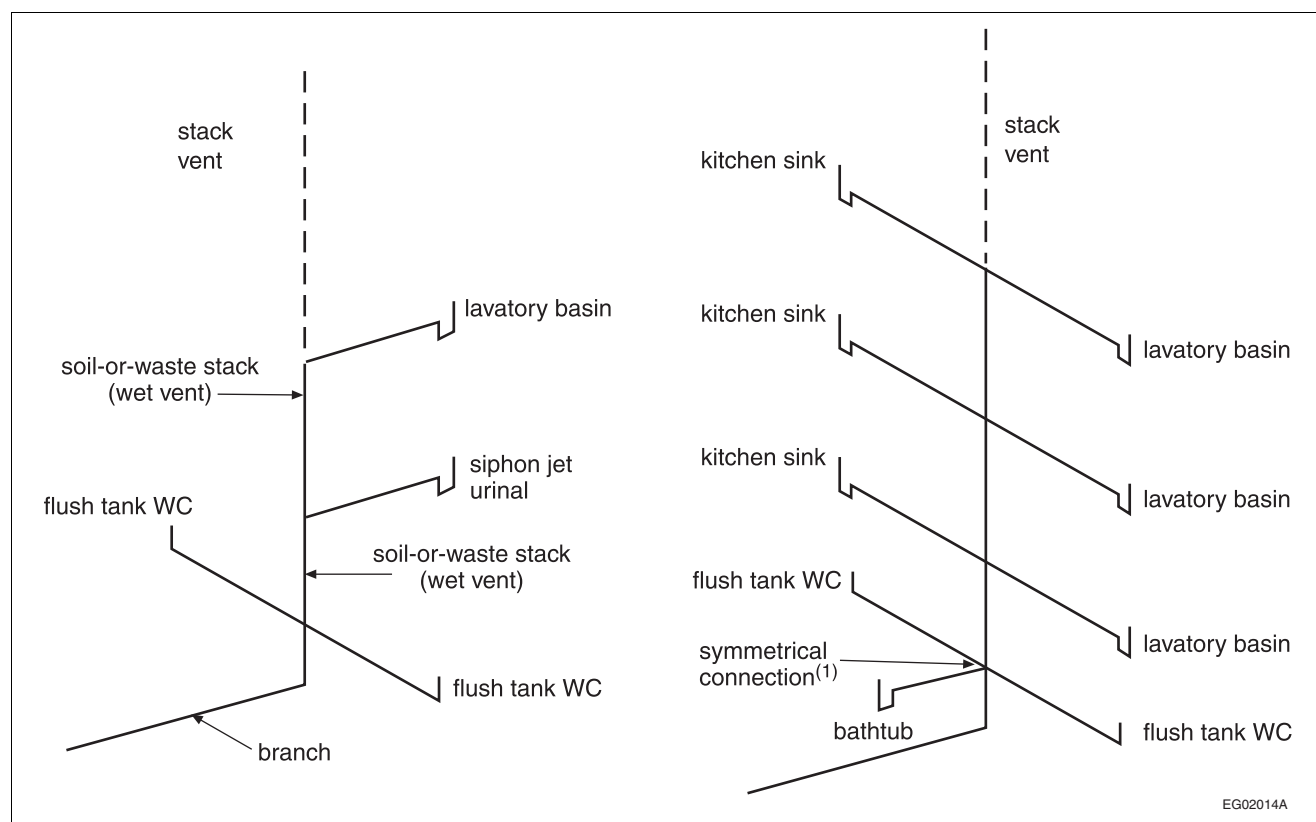 stack
vent
lavatory basin
soil-or-waste stack
(wet vent)
siphon jet
urinal
flush tank WC
soil-or-waste stack
(wet vent)
flush tank WC
branch
stack
vent
kitchen sink
kitchen sink
lavatory basin
kitchen sink
lavatory basin
flush tank WC
lavatory basin
symmetrical
connection(1)
bathtub
flush tank WC
EG02014A